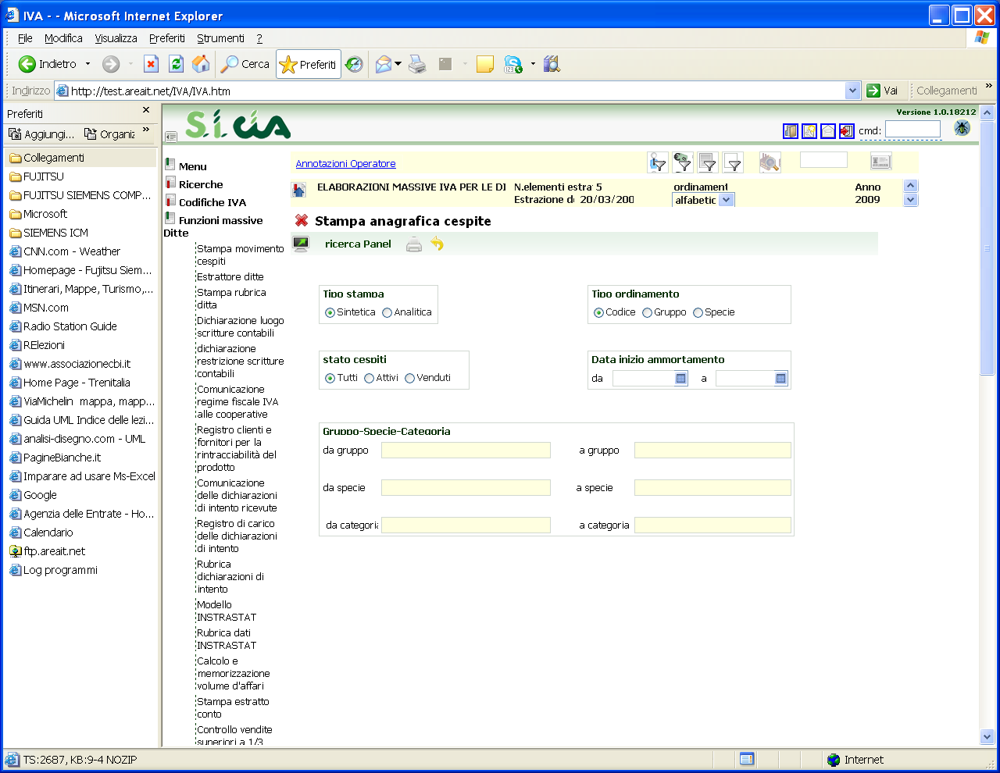 IVA - - Microsoft Internet Explorer
File Modifica Visualizza Preferiti Strumenti ?
Indietro Cerca Preferiti
Indirizzo http://test.areait.net/IVA/IVA.htm Vai Collegamenti »
Preferiti
Aggiungi... Organiz »
Collegamenti
FUJITSU
FUJITSU SIEMENS COMP...
Microsoft
SIEMENS ICM
CNN.com - Weather
Homepage - Fujitsu Siem...
Itinerari, Mappe, Turismo,...
MSN.com
Radio Station Guide
RElezioni
www.associazionecbi.it
Home Page - Trenitalia
ViaMichelin mappa, mapp...
Guida UML Indice delle lezi...
analisi-disegno.com - UML
PagineBianche.it
Imparare ad usare Ms-Excel
Google
Agenzia delle Entrate - Ho...
Calendario
ftp.areait.net
Log programmi
S.i. CIA
Versione 1.0.18212
cmd:
Menu
Ricerche
Codifiche IVA
Funzioni massive
Ditte
Stampa movimento
cespiti
Estrattore ditte
Stampa rubrica
ditta
Dichiarazione luogo
scritture contabili
dichiarazione
restrizione scritture
contabili
Comunicazione
regime fiscale IVA
alle cooperative
Registro clienti e
fornitori per la
rintracciabilità del
prodotto
Comunicazione
delle dichiarazioni
di intento ricevute
Registro di carico
delle dichiarazioni
di intento
Rubrica
dichiarazioni di
intento
Modello
INSTRASTAT
Rubrica dati
INSTRASTAT
Calcolo e
memorizzazione
volume d'affari
Stampa estratto
conto
Controllo vendite
superiori a 1/3
Annotazioni Operatore
ELABORAZIONI MASSIVE IVA PER LE DI N.elementi estra 5 ordinament Anno
Estrazione d 20/03/200 alfabetic 2009
Stampa anagrafica cespite
ricerca Panel
Tipo stampa
Sintetica Analitica
Tipo ordinamento
Codice Gruppo Specie
stato cespiti
Tutti Attivi Venduti
Data inizio ammortamento
da a
Gruppo-Specie-Categoria
da gruppo a gruppo
da specie a specie
da categoria a categoria
TS:2687, KB:9-4 NOZIP Internet